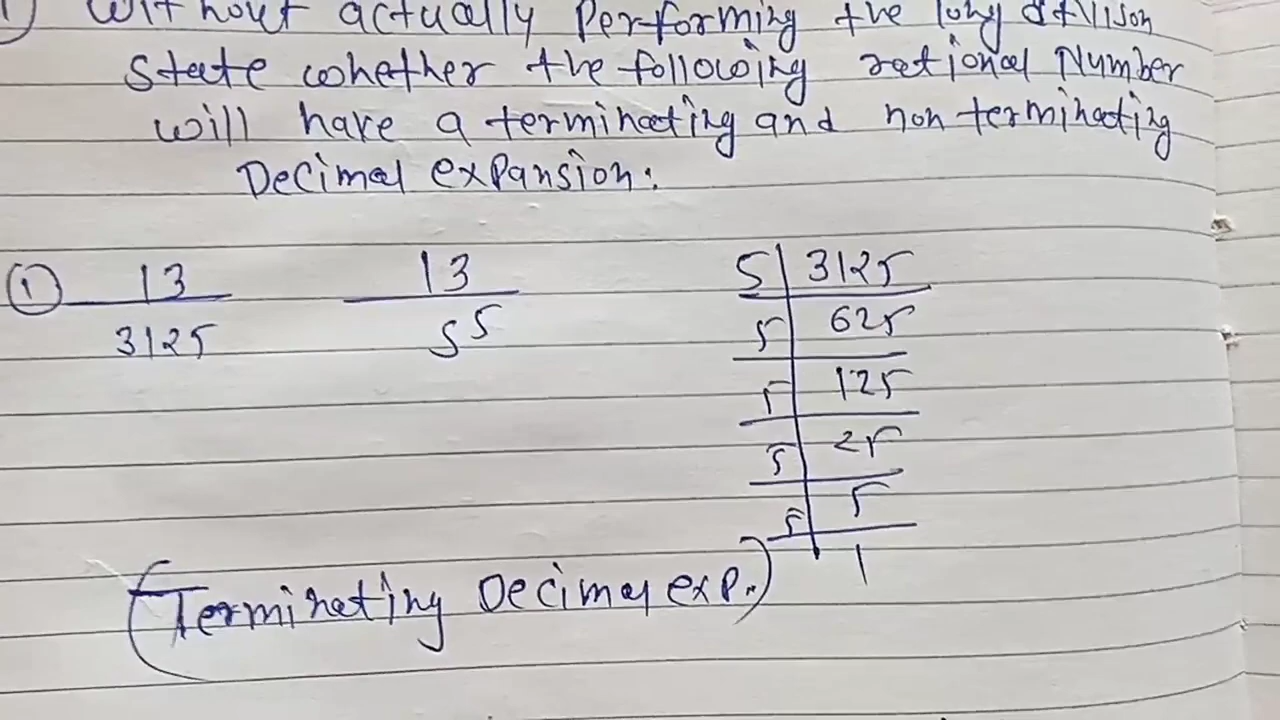 1) Without actually Performing the long division
State whether the following rational Number
will have a terminating and non terminating
Decimal expansion:
① 13/3125 13/5⁵
5 | 3125
5 | 625
5 | 125
5 | 25
5 | 5
1
(Terminating Decimal exp.)